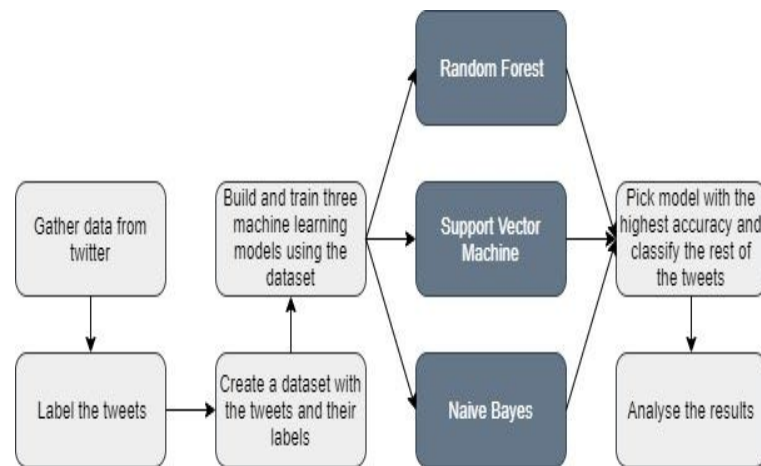 Gather data from
twitter
Label the tweets
Create a dataset with
the tweets and their
labels
Build and train three
machine learning
models using the
dataset
Random Forest
Support Vector
Machine
Naive Bayes
Pick model with the
highest accuracy and
classify the rest of
the tweets
Analyse the results